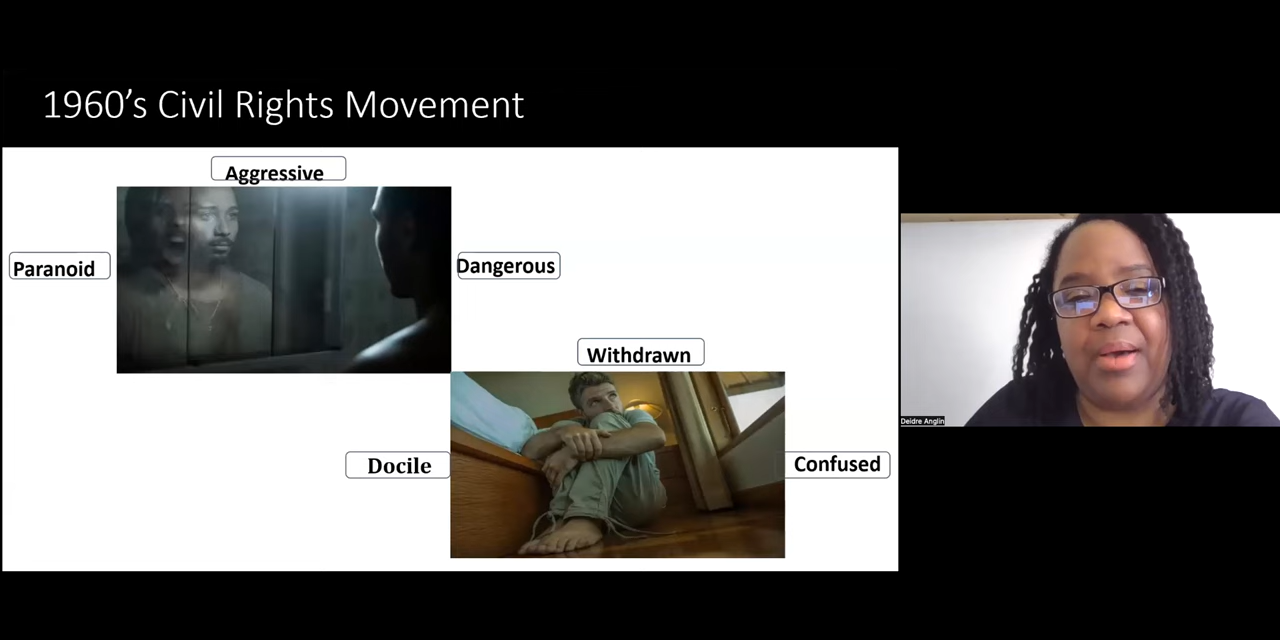 1960’s Civil Rights Movement
Aggressive
Paranoid
Dangerous
Withdrawn
Docile
Confused
Deidre Anglin